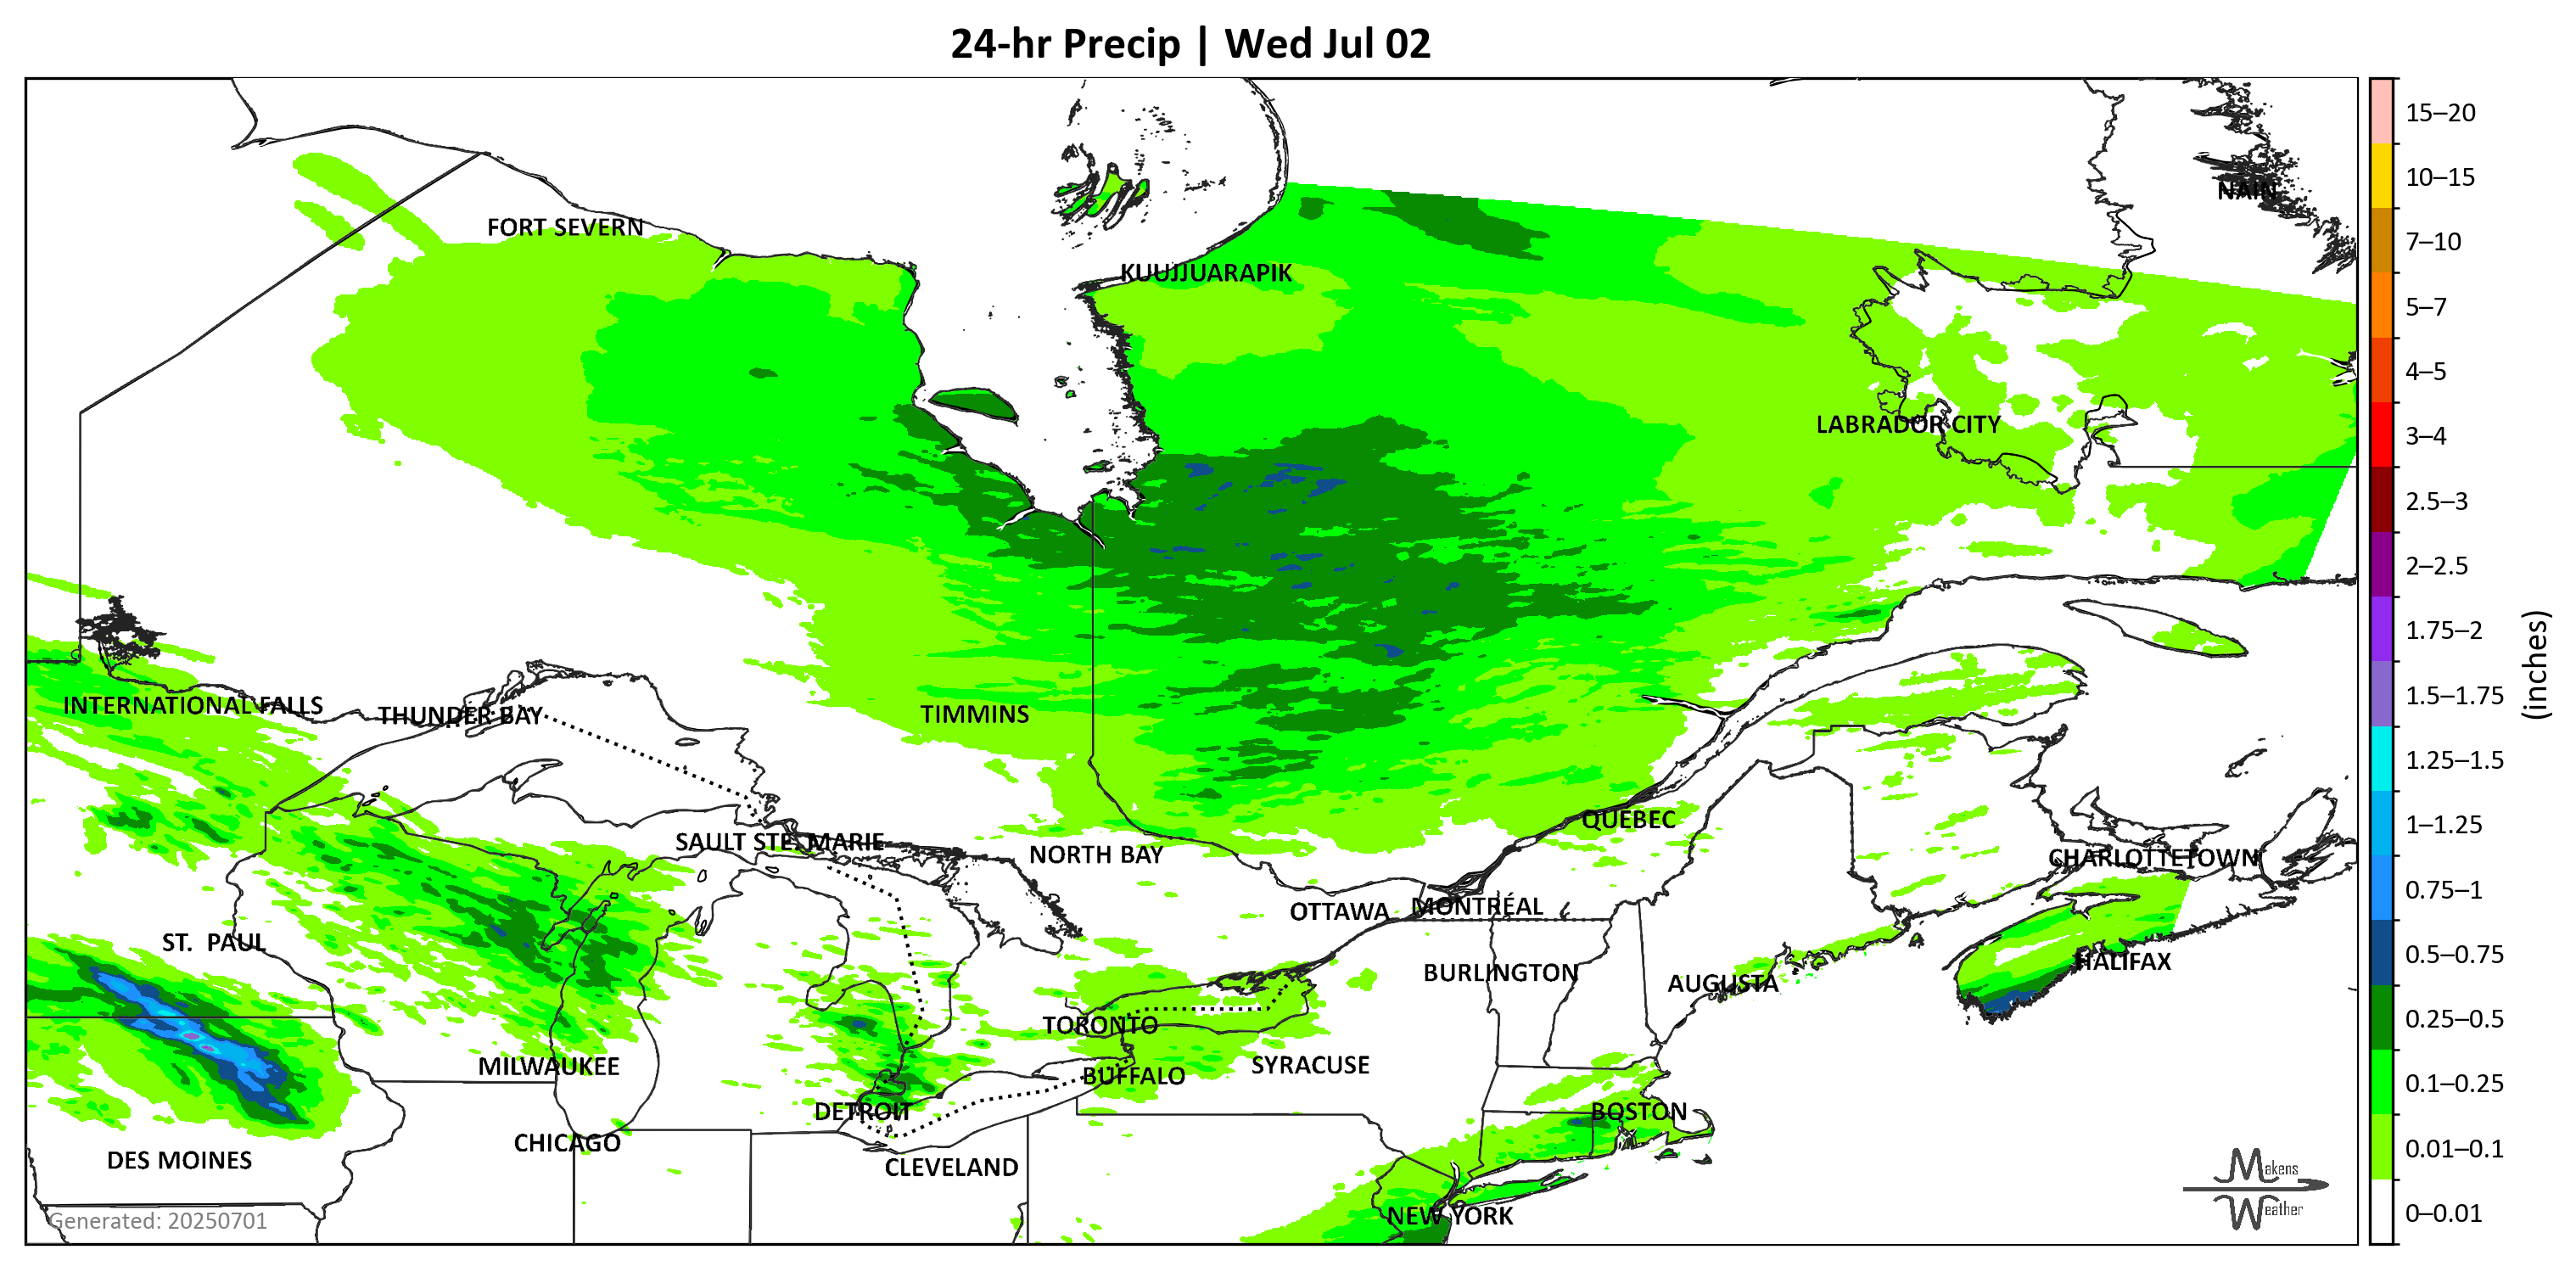 24-hr Precip | Wed Jul 02
NAIN
FORT SEVERN
KUUJJUARAPIK
LABRADOR CITY
INTERNATIONAL FALLS
THUNDER BAY
TIMMINS
QUEBEC
SAULT STE. MARIE
NORTH BAY
CHARLOTTETOWN
OTTAWA
MONTRÉAL
ST. PAUL
HALIFAX
BURLINGTON
AUGUSTA
TORONTO
SYRACUSE
MILWAUKEE
BUFFALO
DETROIT
BOSTON
CHICAGO
DES MOINES
CLEVELAND
NEW YORK
Generated: 20250701
Makens
Weather
15–20
10–15
7–10
5–7
4–5
3–4
2.5–3
2–2.5
1.75–2
1.5–1.75
1.25–1.5
1–1.25
0.75–1
0.5–0.75
0.25–0.5
0.1–0.25
0.01–0.1
0–0.01
(inches)